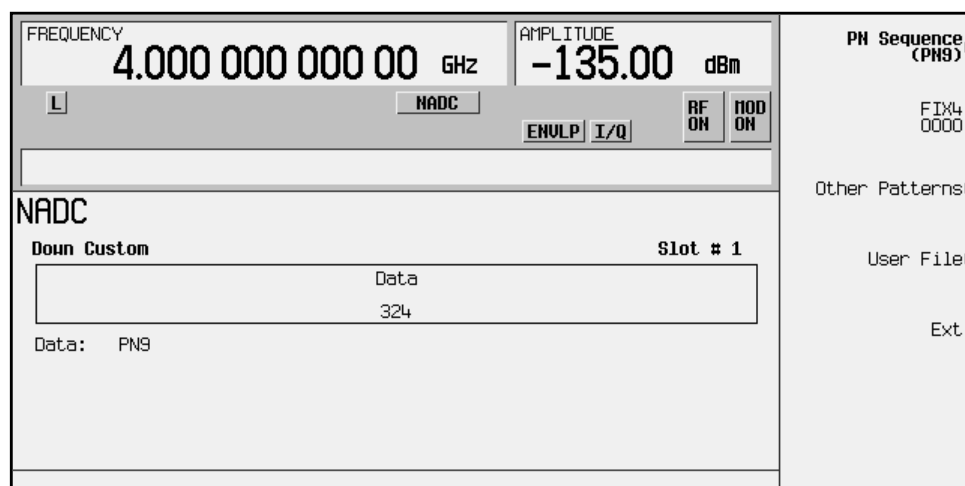 FREQUENCY
4.000 000 000 00 GHz
AMPLITUDE
-135.00 dBm
L
NADC
ENVLP I/Q
RF ON
MOD ON
NADC
Down Custom
Slot # 1
Data
324
Data: PN9
PN Sequence
(PN9)
FIX4
0000
Other Patterns
User File
Ext